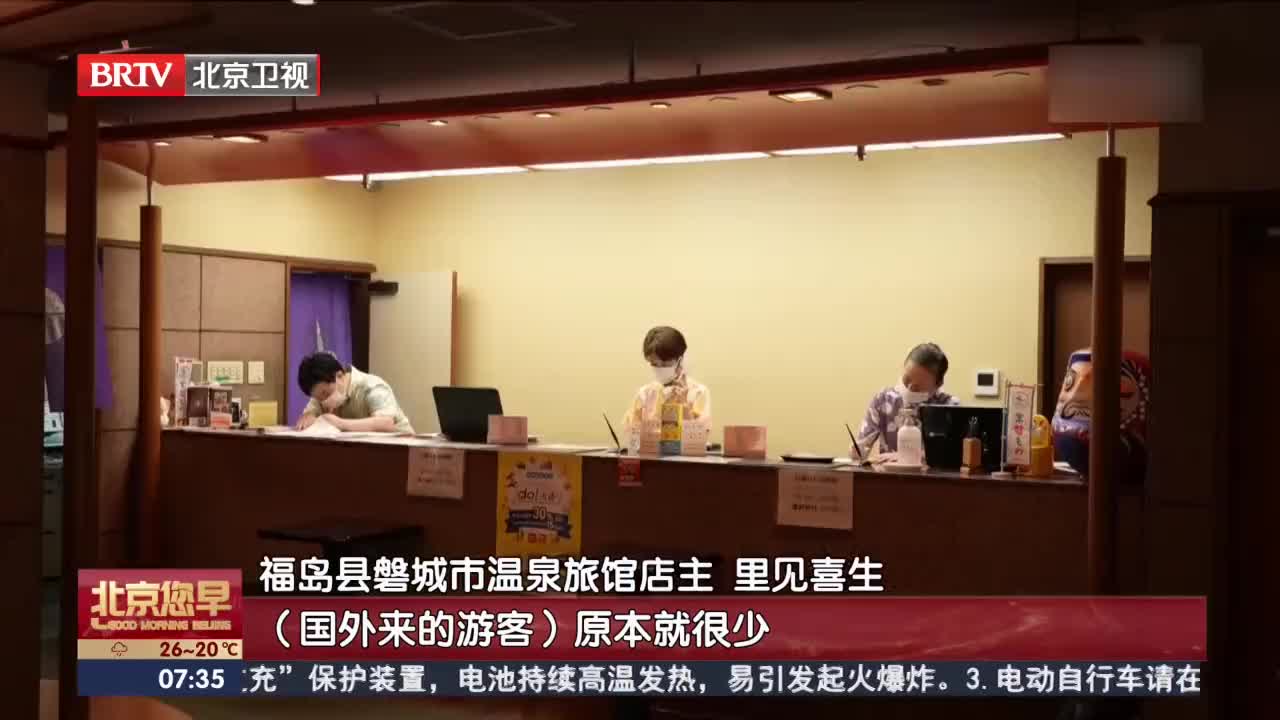 BRTV 北京卫视
do!
30
福岛县磐城市温泉旅馆店主 里见喜生
（国外来的游客）原本就很少
北京您早
GOOD MORNING BEIJING
26~20℃
07:35
充”保护装置，电池持续高温发热，易引发起火爆炸。3.电动自行车请在